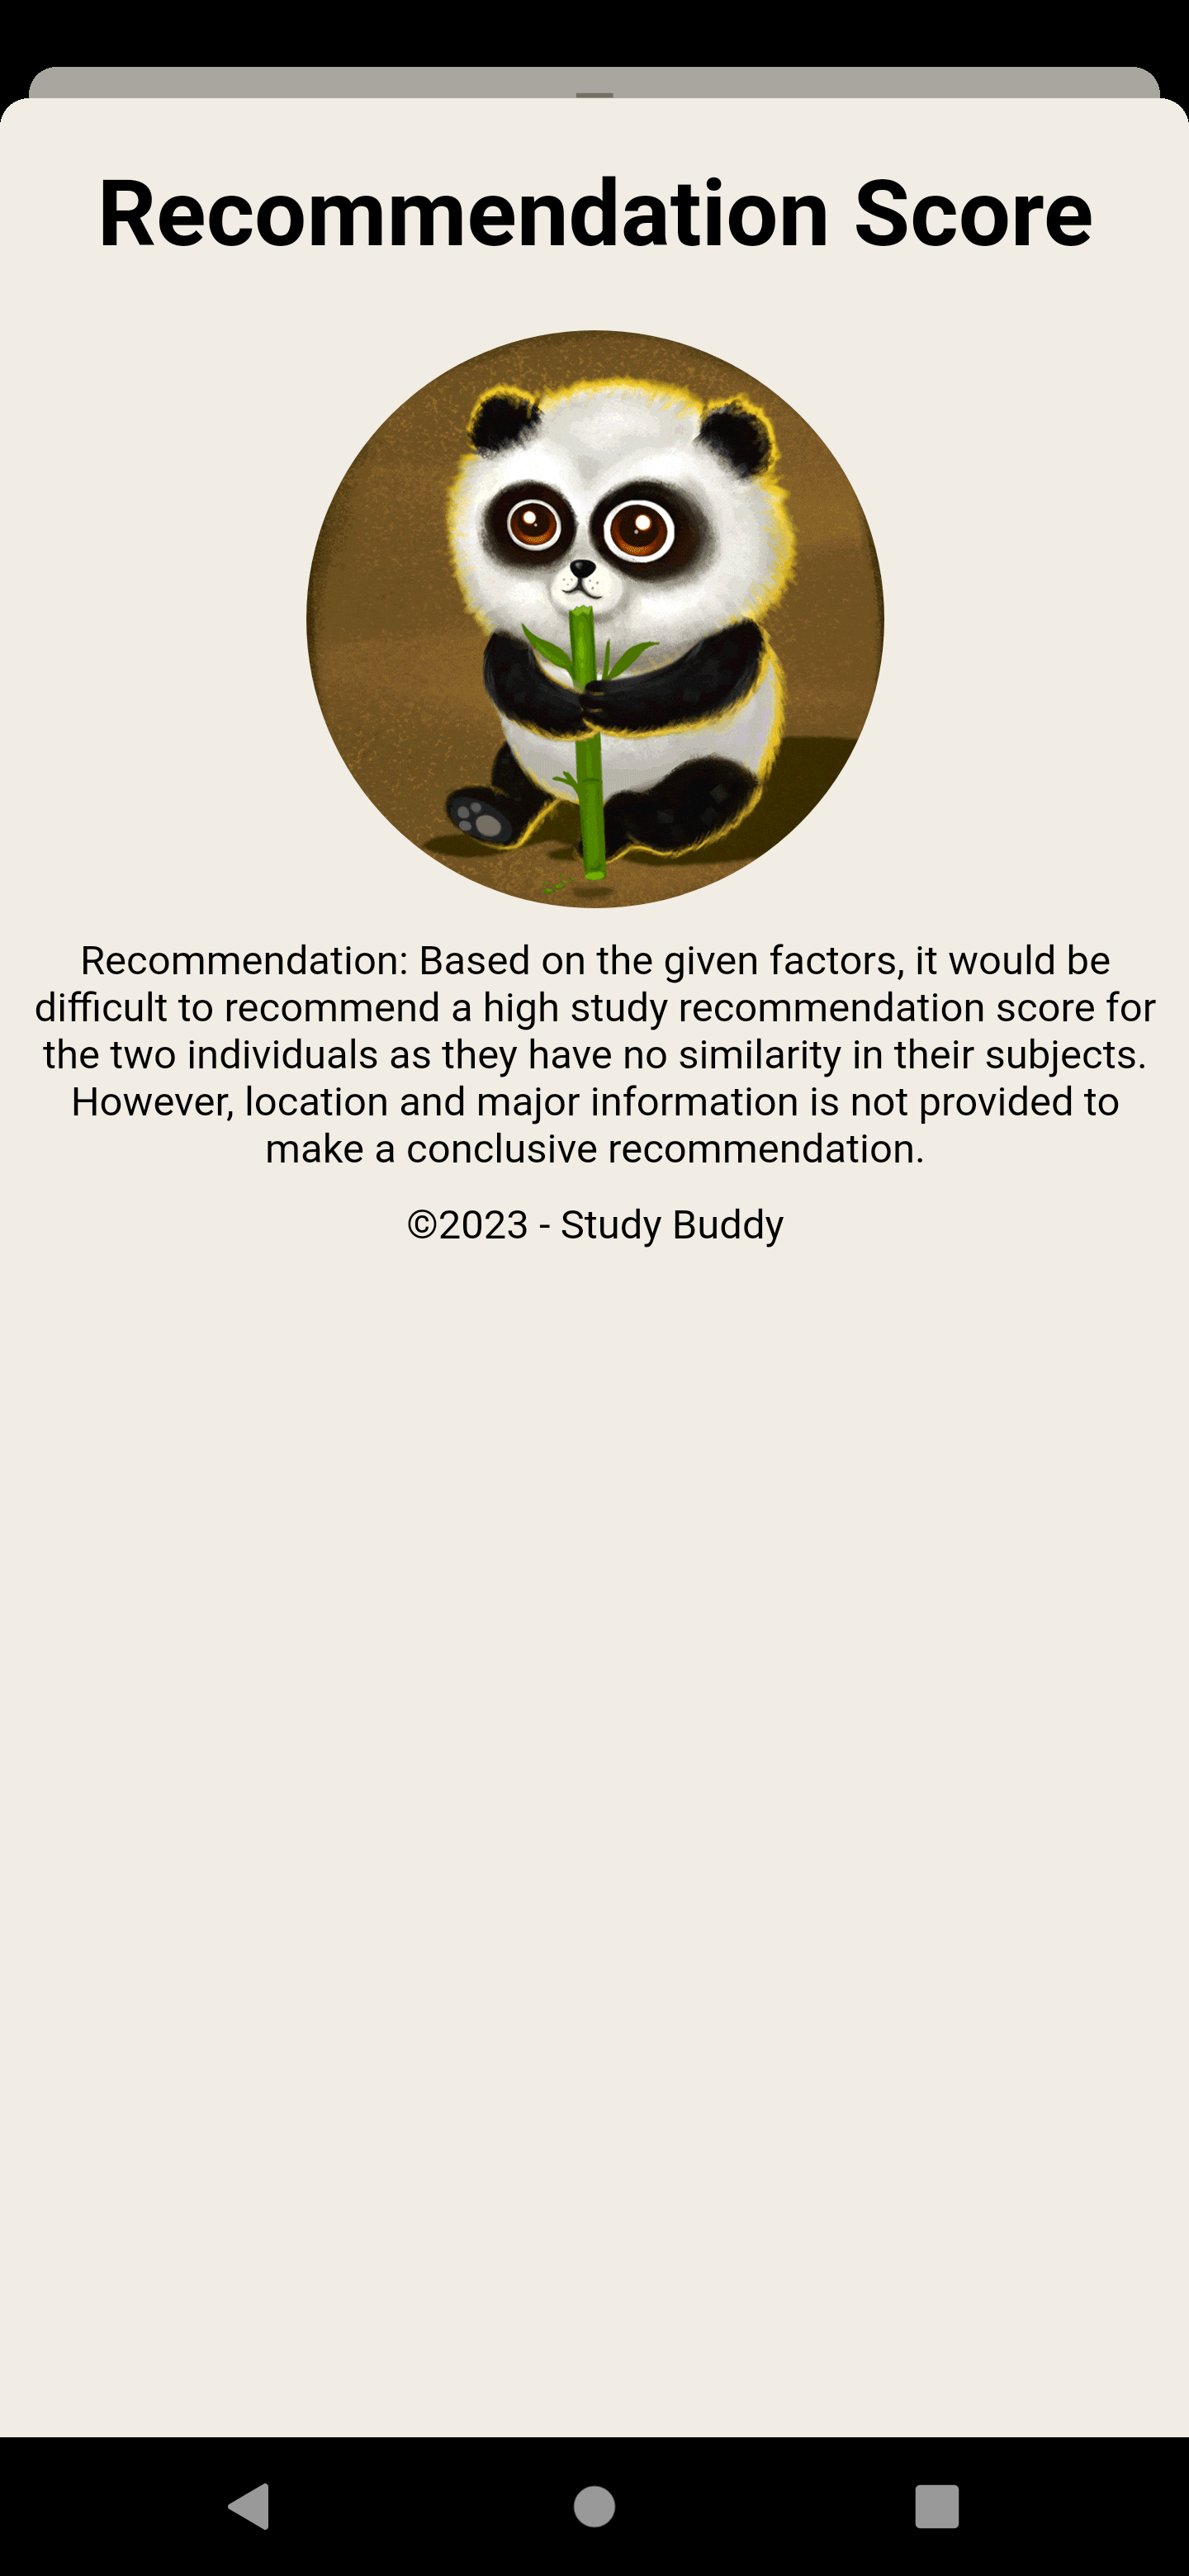 Recommendation Score
Recommendation: Based on the given factors, it would be
difficult to recommend a high study recommendation score for
the two individuals as they have no similarity in their subjects.
However, location and major information is not provided to
make a conclusive recommendation.
©2023 - Study Buddy